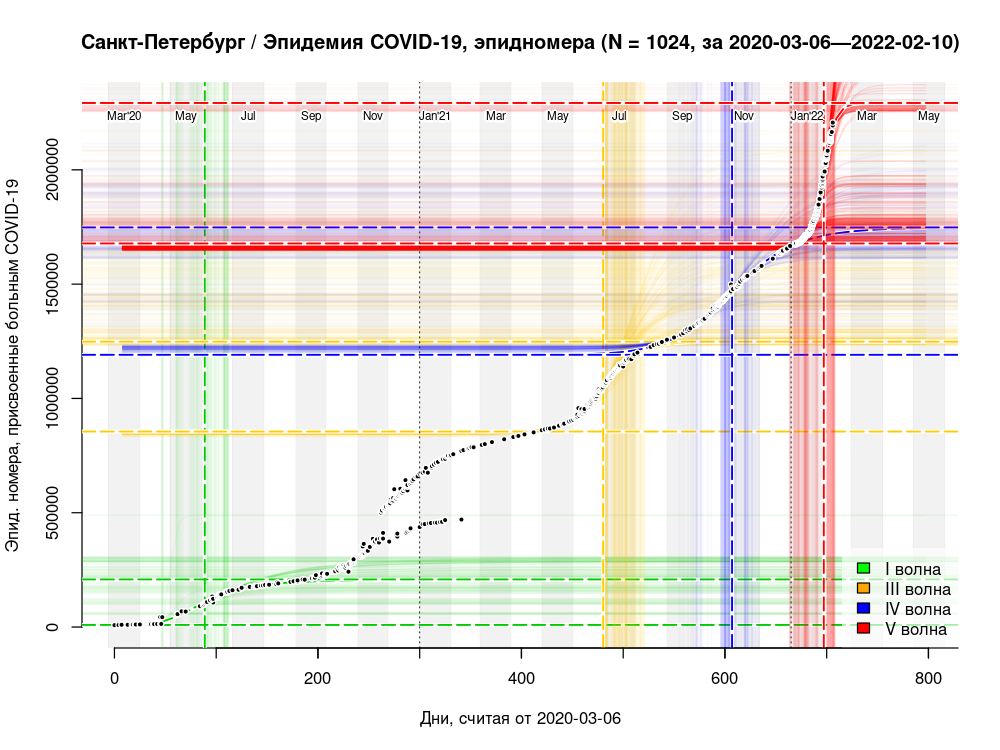 Санкт-Петербург / Эпидемия COVID-19, эпидномера (N = 1024, за 2020-03-06—2022-02-10)
Mar'20 May Jul Sep Nov Jan'21 Mar May Jul Sep Nov Jan'22 Mar May
Эпид. номера, присвоенные больным COVID-19
2000000
1500000
1000000
500000
0
I волна
III волна
IV волна
V волна
0 200 400 600 800
Дни, считая от 2020-03-06